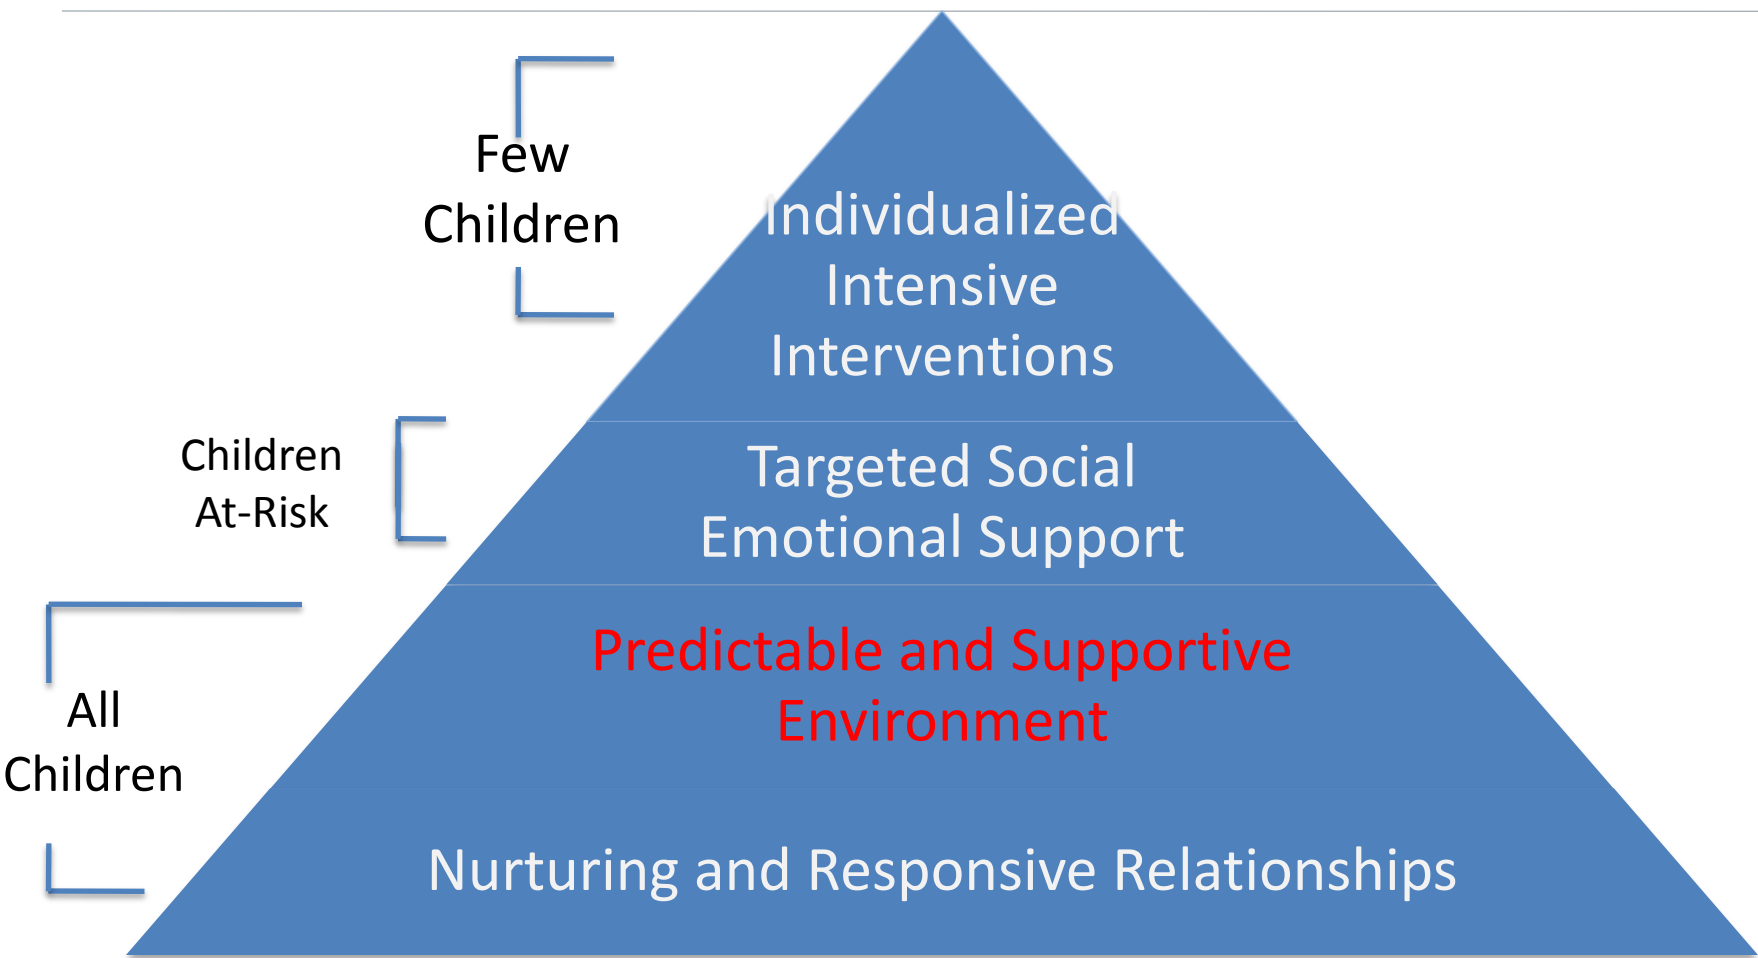 Few
Children
Individualized
Intensive
Interventions
Children
At-Risk
Targeted Social
Emotional Support
All
Children
Predictable and Supportive
Environment
Nurturing and Responsive Relationships